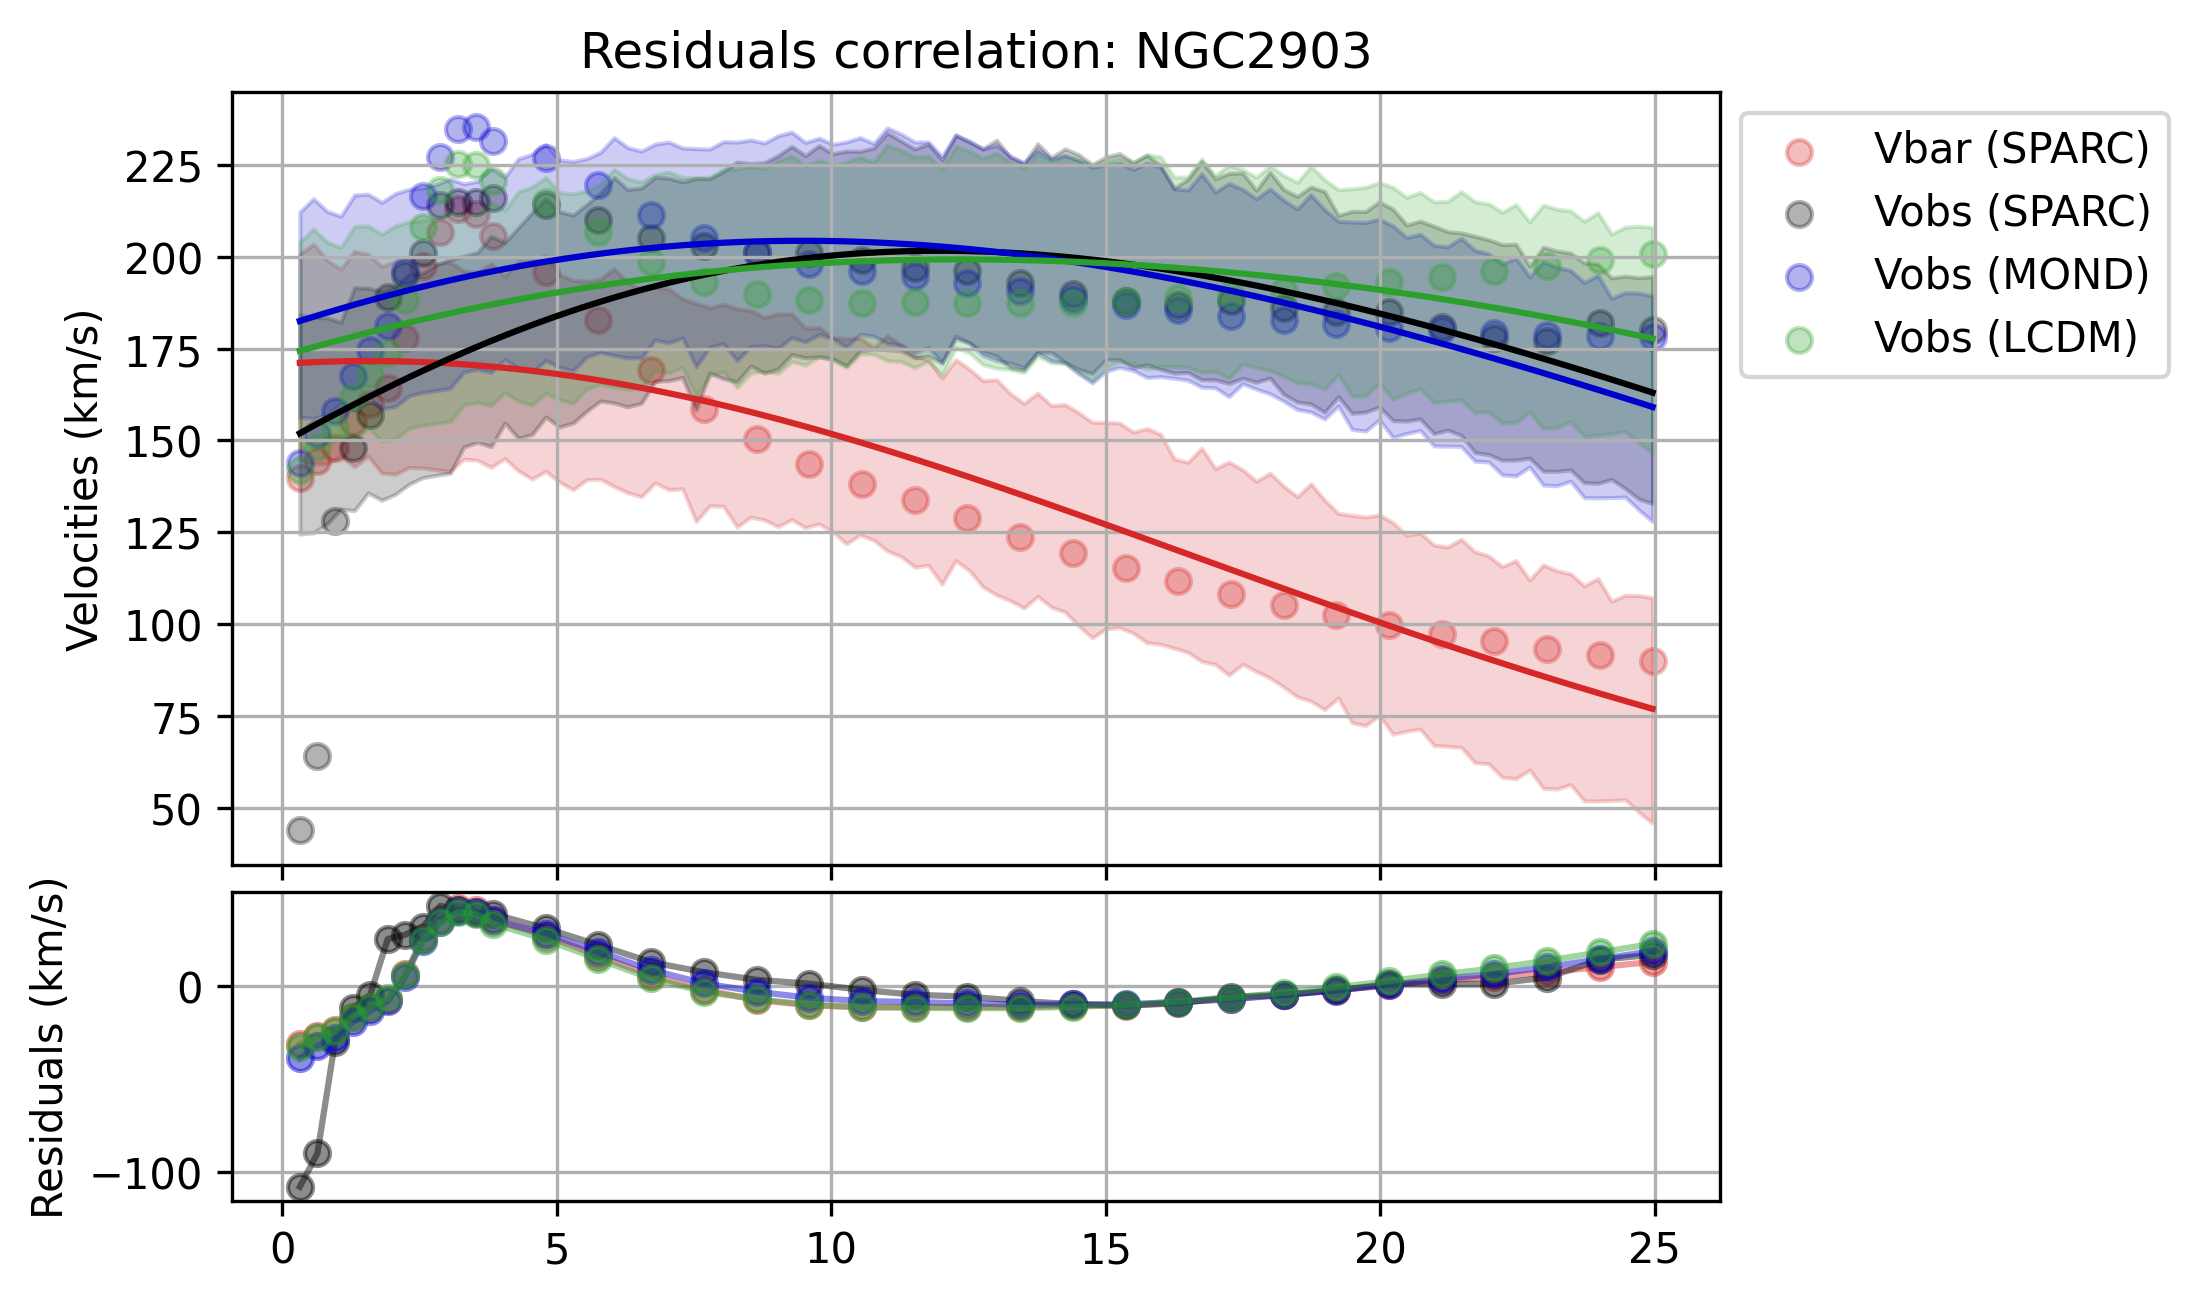 Residuals correlation: NGC2903
Velocities (km/s)
225
200
175
150
125
100
75
50
Vbar (SPARC)
Vobs (SPARC)
Vobs (MOND)
Vobs (LCDM)
Residuals (km/s)
0
−100
0 5 10 15 20 25